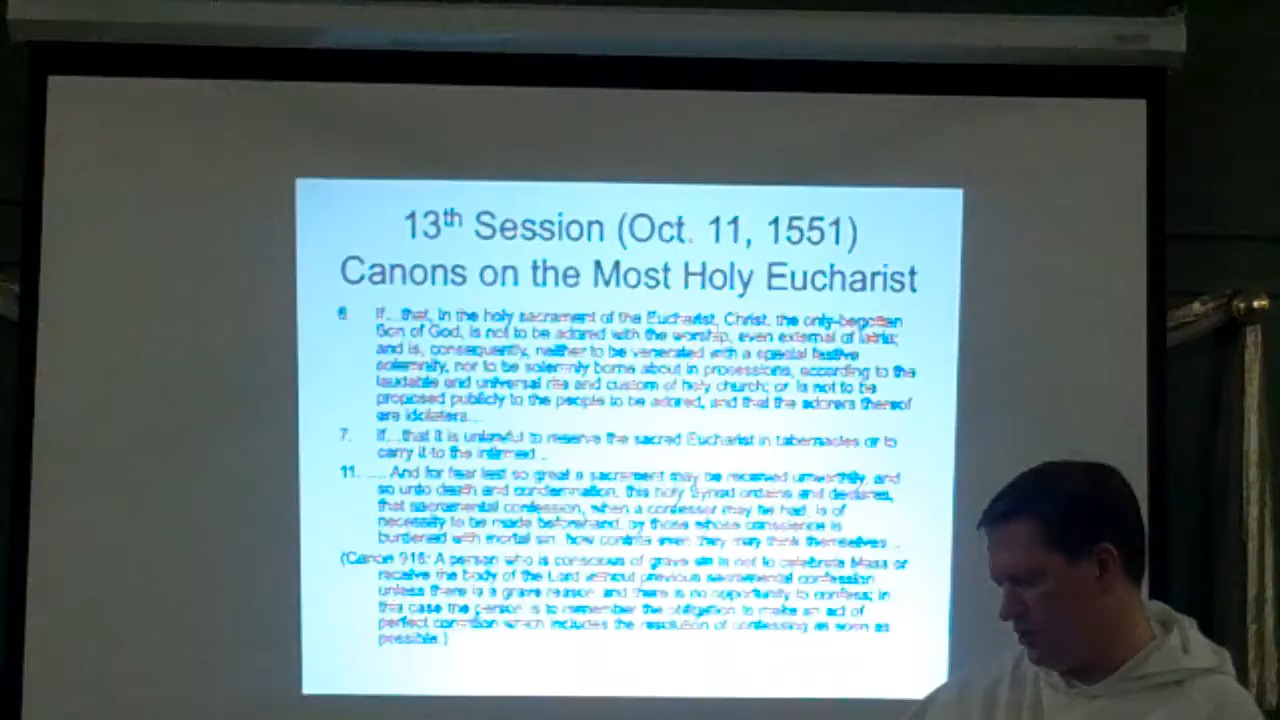 13th Session (Oct. 11, 1551)
Canons on the Most Holy Eucharist
6 If...that, in the holy sacrament of the Eucharist, Christ, the only-begotten
Son of God, is not to be adored with the worship, even external of latria;
and is, consequently, neither to be venerated with a special festive
solemnity, nor to be solemnly borne about in processions, according to the
laudable and universal rite and custom of holy church; or is not to be
proposed publicly to the people to be adored, and that the adorers thereof
are idolaters...
7. If...that it is unlawful to reserve the sacred Eucharist in tabernacles or to
carry it to the infirmed...
11. .....And for fear lest so great a sacrament may be received unworthily, and
so unto death and condemnation, this holy Synod ordains and declares,
that sacramental confession, when a confessor may be had, is of
necessity to be made beforehand, by those whose conscience is
burdened with mortal sin, how contrite even they may think themselves...
(Canon 916: A person who is conscious of grave sin is not to celebrate Mass or
receive the body of the Lord without previous sacramental confession
unless there is a grave reason and there is no opportunity to confess; in
this case the person is to remember the obligation to make an act of
perfect contrition which includes the resolution of confessing as soon as
possible.)